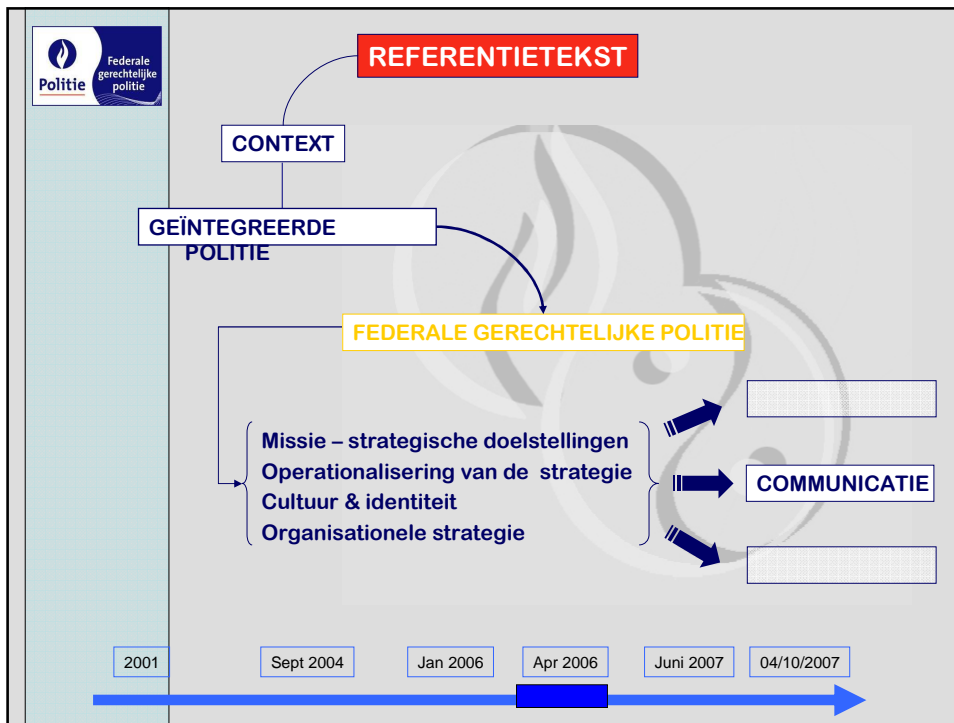 Politie
Federale
gerechtelijke
politie
REFERENTIETEKST
CONTEXT
GEÏNTEGREERDE
POLITIE
FEDERALE GERECHTELIJKE POLITIE
Missie – strategische doelstellingen
Operationalisering van de strategie
Cultuur & identiteit
Organisationele strategie
COMMUNICATIE
2001
Sept 2004
Jan 2006
Apr 2006
Juni 2007
04/10/2007